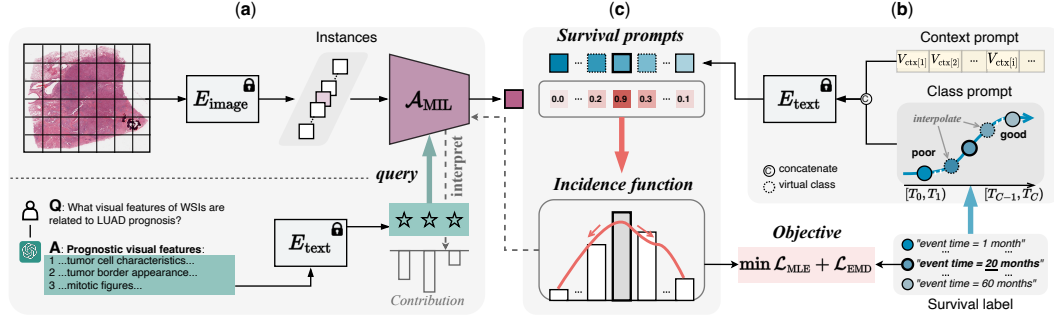 (a)
Instances
E_image
A_MIL
query
interpret
Q: What visual features of WSIs are
related to LUAD prognosis?
A: Prognostic visual features:
1 ...tumor cell characteristics...
2 ...tumor border appearance...
3 ...mitotic figures...
E_text
Contribution
(c)
Survival prompts
...
...
0.0 ... 0.2 0.9 0.3 ... 0.1
Incidence function
...
...
(b)
Context prompt
V_ctx[1] V_ctx[2] ... V_ctx[i] ...
E_text
©
Class prompt
interpolate
good
poor
© concatenate
virtual class
[T_0, T_1) [T_{C-1}, T_C)
Objective
min L_MLE + L_EMD
"event time = 1 month"
... ...
"event time = 20 months"
... ...
"event time = 60 months"
Survival label